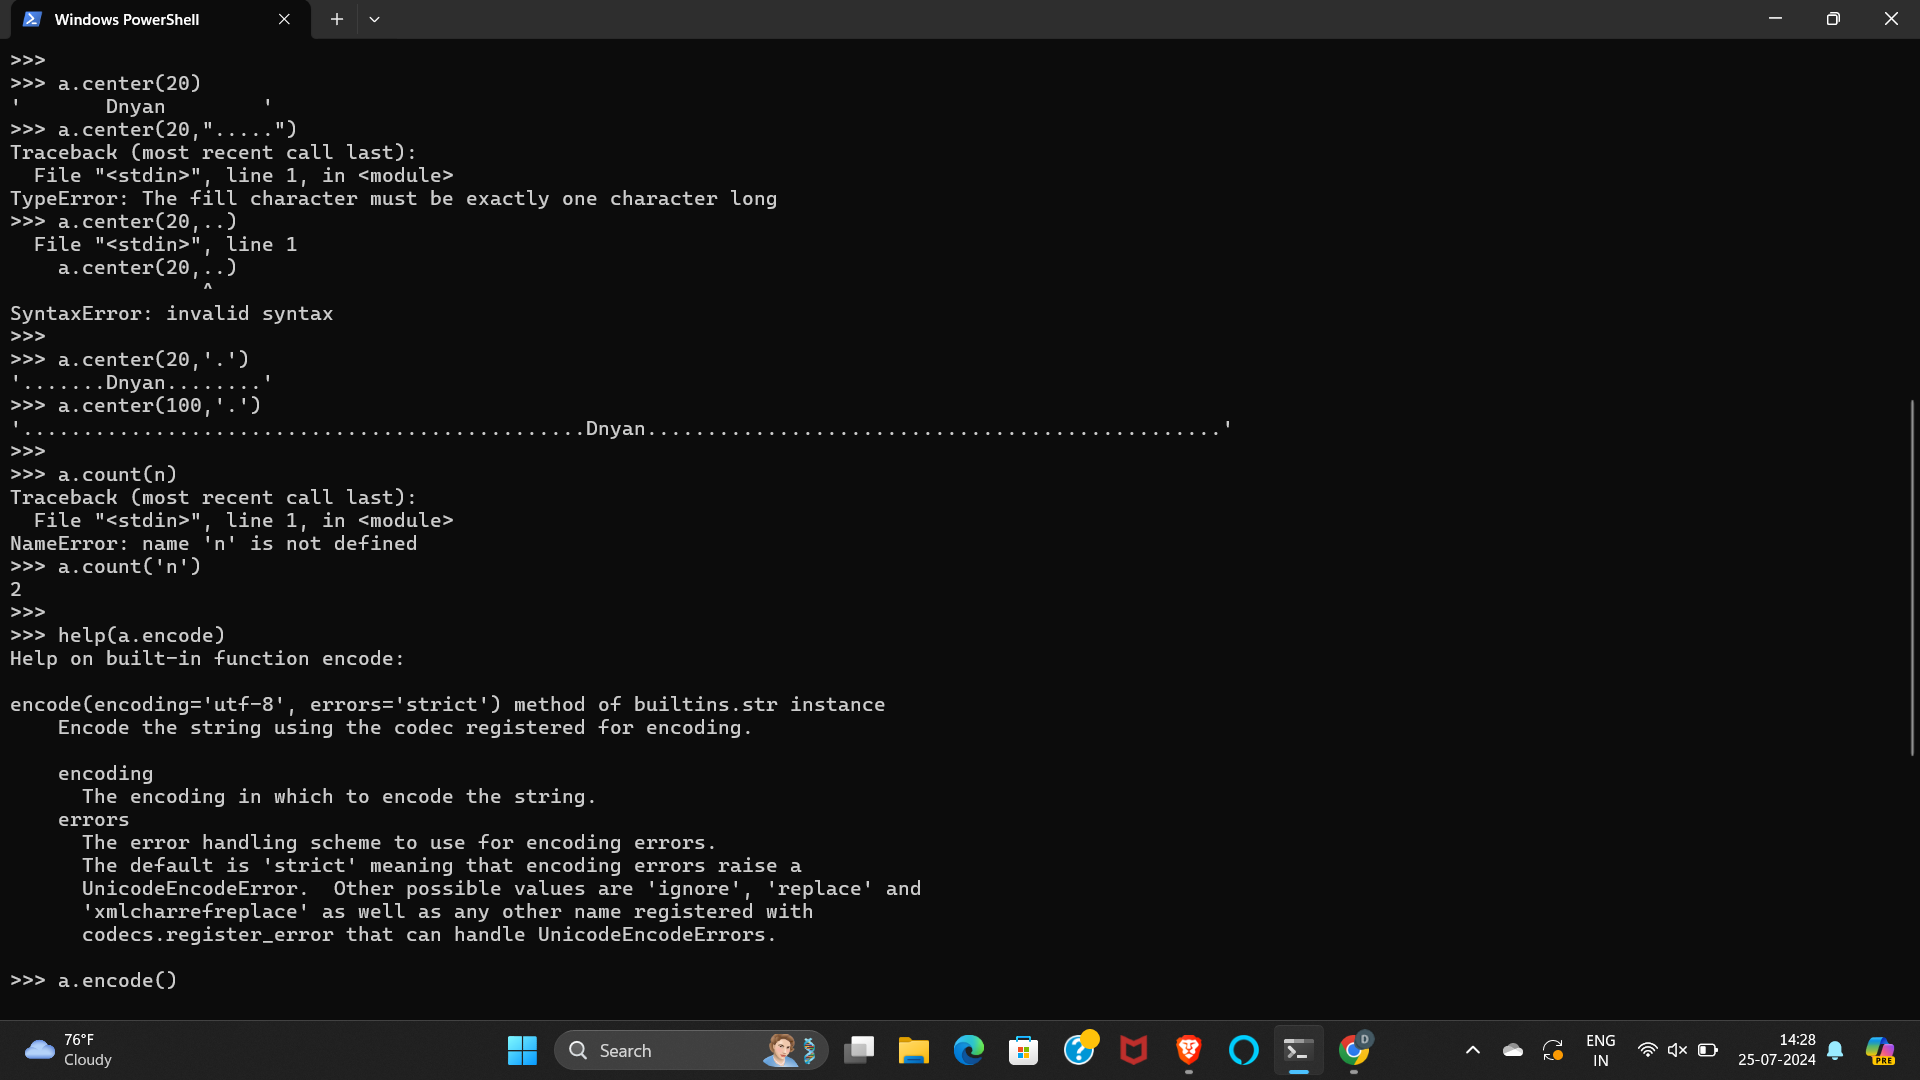 Windows PowerShell
>>>
>>> a.center(20)
'       Dnyan        '
>>> a.center(20,".....")
Traceback (most recent call last):
  File "<stdin>", line 1, in <module>
TypeError: The fill character must be exactly one character long
>>> a.center(20,..)
  File "<stdin>", line 1
    a.center(20,..)
                ^
SyntaxError: invalid syntax
>>>
>>> a.center(20,'.')
'.......Dnyan........'
>>> a.center(100,'.')
'...............................................Dnyan................................................'
>>>
>>> a.count(n)
Traceback (most recent call last):
  File "<stdin>", line 1, in <module>
NameError: name 'n' is not defined
>>> a.count('n')
2
>>>
>>> help(a.encode)
Help on built-in function encode:

encode(encoding='utf-8', errors='strict') method of builtins.str instance
    Encode the string using the codec registered for encoding.

    encoding
      The encoding in which to encode the string.
    errors
      The error handling scheme to use for encoding errors.
      The default is 'strict' meaning that encoding errors raise a
      UnicodeEncodeError.  Other possible values are 'ignore', 'replace' and
      'xmlcharrefreplace' as well as any other name registered with
      codecs.register_error that can handle UnicodeEncodeErrors.

>>> a.encode()
76°F
Cloudy
Search
D
ENG
IN
14:28
25-07-2024
PRE